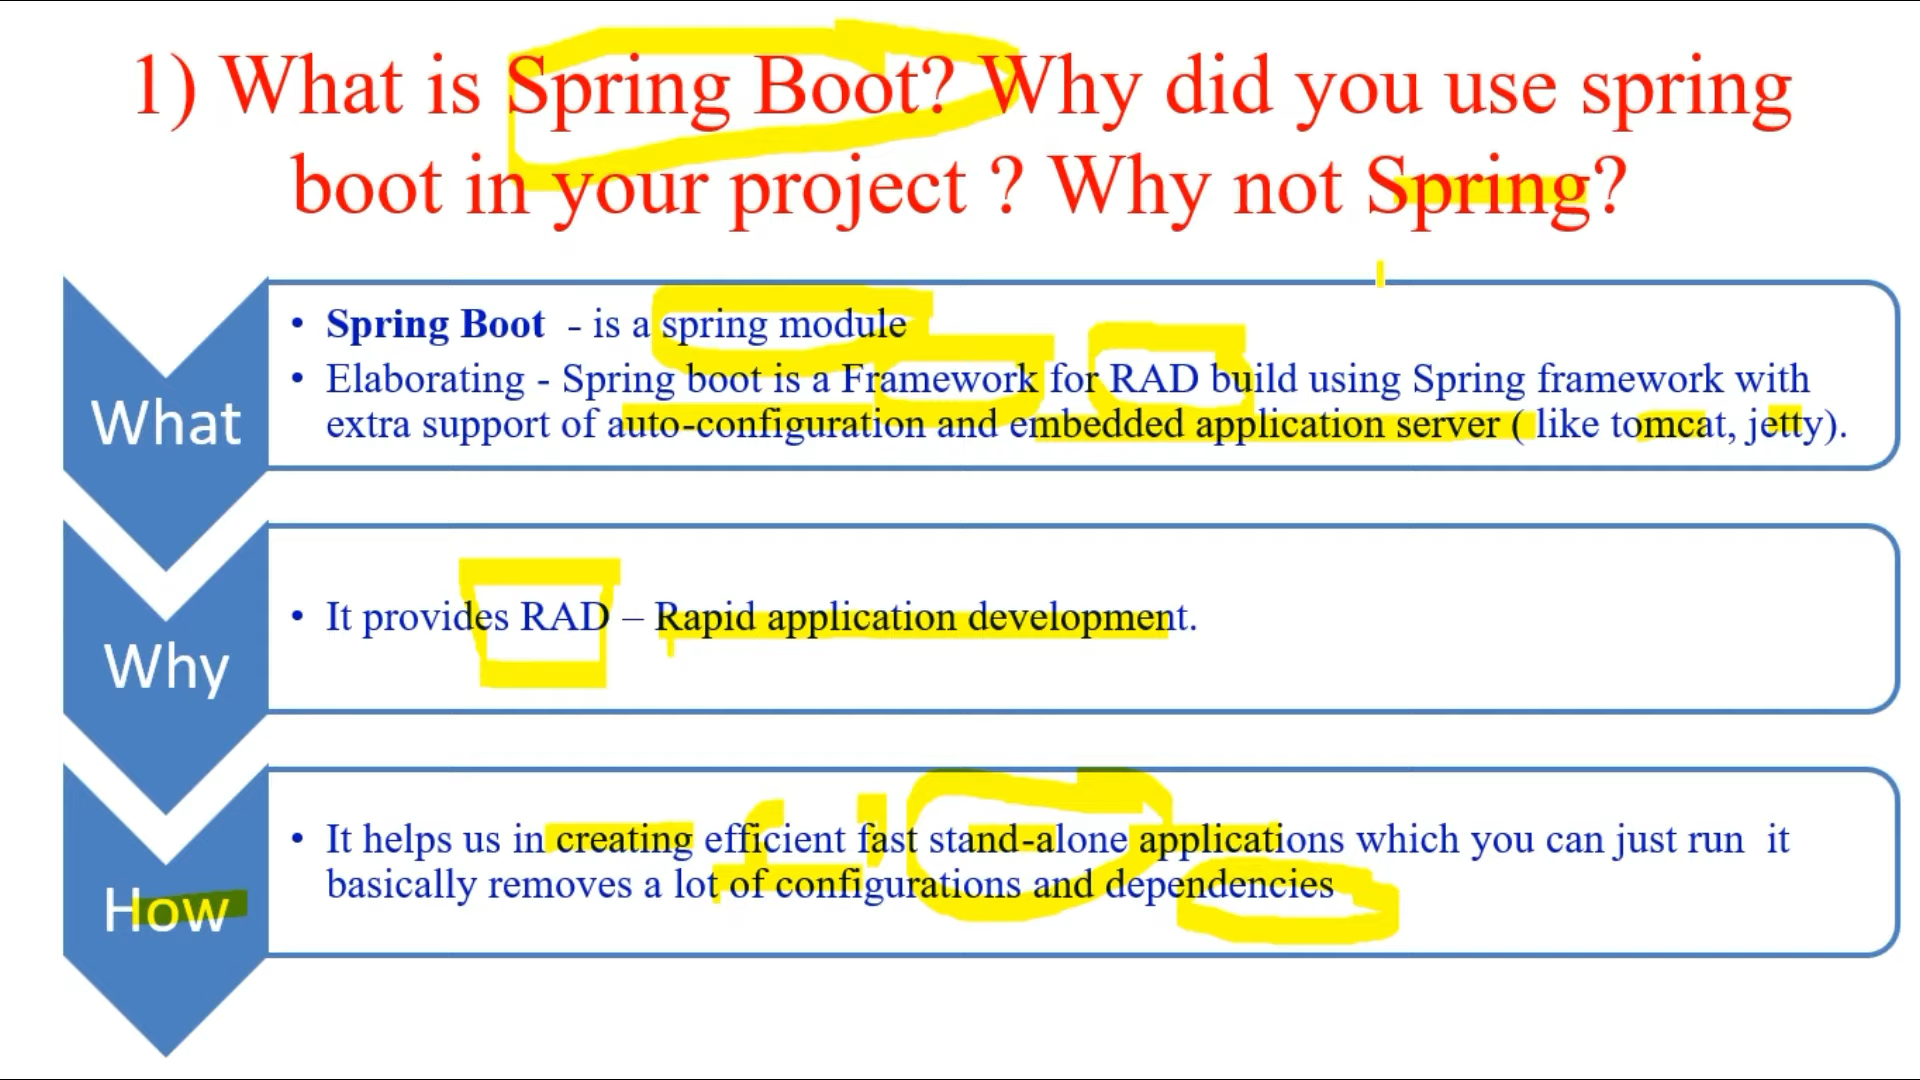 1) What is Spring Boot? Why did you use spring
boot in your project ? Why not Spring?
What
• Spring Boot - is a spring module
• Elaborating - Spring boot is a Framework for RAD build using Spring framework with
extra support of auto-configuration and embedded application server ( like tomcat, jetty).
Why
• It provides RAD – Rapid application development.
How
• It helps us in creating efficient fast stand-alone applications which you can just run it
basically removes a lot of configurations and dependencies